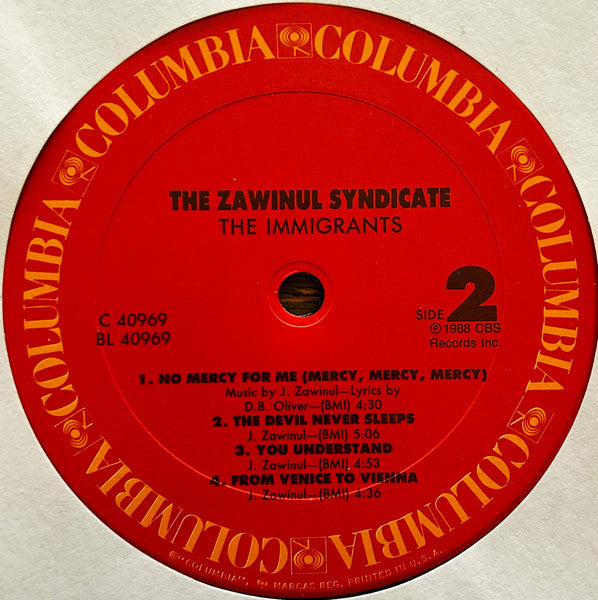 COLUMBIA COLUMBIA COLUMBIA COLUMBIA COLUMBIA COLUMBIA COLUMBIA COLUMBIA
THE ZAWINUL SYNDICATE
THE IMMIGRANTS
C 40969
BL 40969
SIDE 2
℗ 1988 CBS
Records Inc.
1. NO MERCY FOR ME (MERCY, MERCY, MERCY)
Music by J. Zawinul—Lyrics by
D.B. Oliver—(BMI) 4:30
2. THE DEVIL NEVER SLEEPS
J. Zawinul—(BMI) 5:06
3. YOU UNDERSTAND
J. Zawinul—(BMI) 4:53
4. FROM VENICE TO VIENNA
J. Zawinul—(BMI) 4:36
"COLUMBIA", MARCAS REG. PRINTED IN U.S.A.